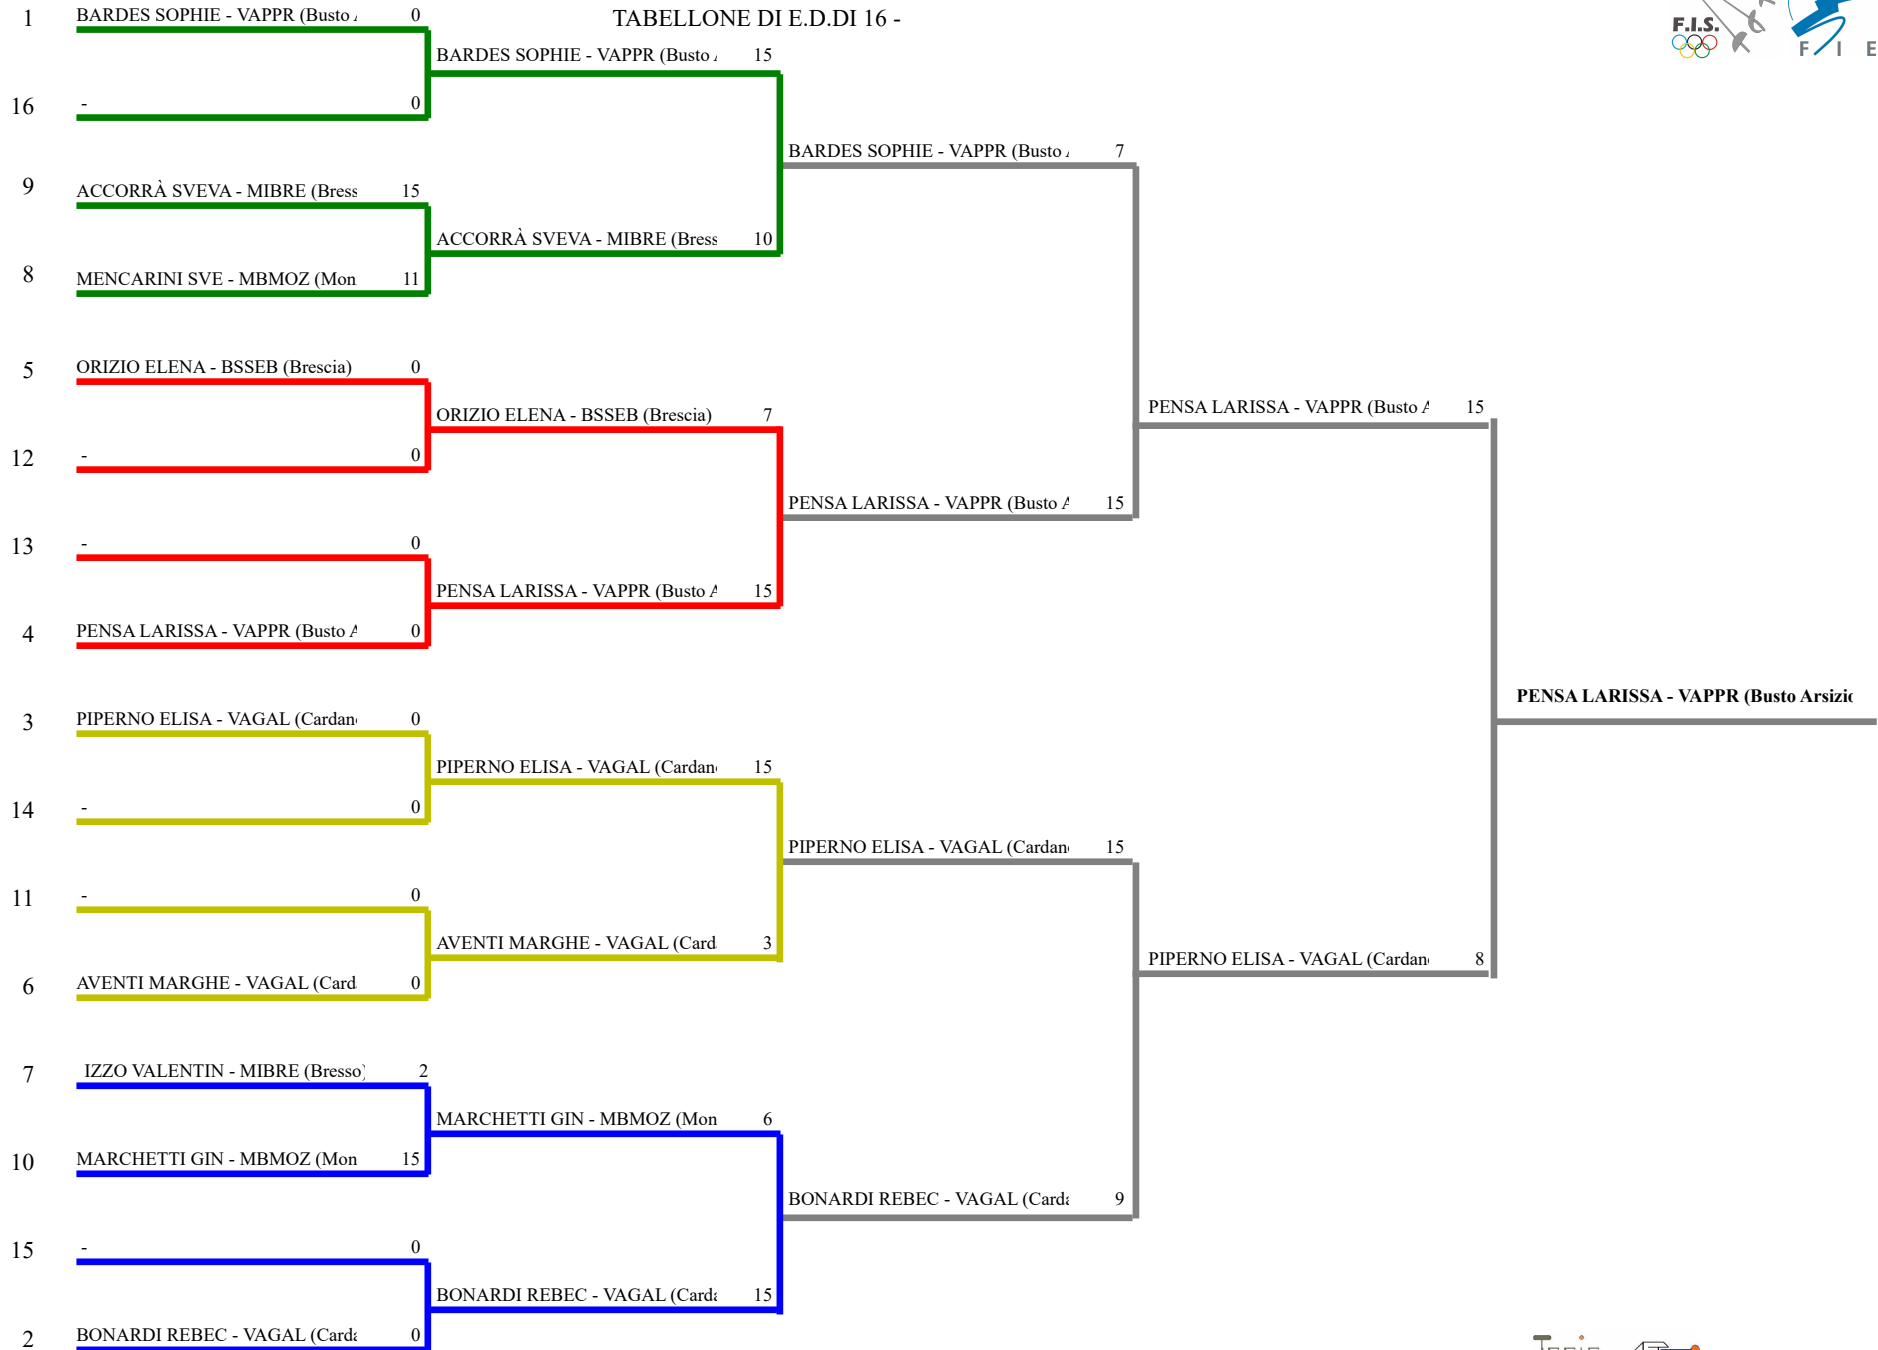 TABELLONE DI E.D.DI 16 -
F.I.S.
F I E
1 BARDES SOPHIE - VAPPR (Busto 0
BARDES SOPHIE - VAPPR (Busto 15
16 - 0
BARDES SOPHIE - VAPPR (Busto 7
9 ACCORRÀ SVEVA - MIBRE (Bress 15
ACCORRÀ SVEVA - MIBRE (Bress 10
8 MENCARINI SVE - MBMOZ (Mon 11
5 ORIZIO ELENA - BSSEB (Brescia) 0
PENSA LARISSA - VAPPR (Busto A 15
ORIZIO ELENA - BSSEB (Brescia) 7
12 - 0
PENSA LARISSA - VAPPR (Busto A 15
13 - 0
PENSA LARISSA - VAPPR (Busto A 15
4 PENSA LARISSA - VAPPR (Busto A 0
PENSA LARISSA - VAPPR (Busto Arsizio
3 PIPERNO ELISA - VAGAL (Cardan 0
PIPERNO ELISA - VAGAL (Cardan 15
14 - 0
PIPERNO ELISA - VAGAL (Cardan 15
11 - 0
AVENTI MARGHE - VAGAL (Card 3
PIPERNO ELISA - VAGAL (Cardan 8
6 AVENTI MARGHE - VAGAL (Card 0
7 IZZO VALENTIN - MIBRE (Bresso) 2
MARCHETTI GIN - MBMOZ (Mon 6
10 MARCHETTI GIN - MBMOZ (Mon 15
BONARDI REBEC - VAGAL (Carda 9
15 - 0
BONARDI REBEC - VAGAL (Carda 15
2 BONARDI REBEC - VAGAL (Carda 0